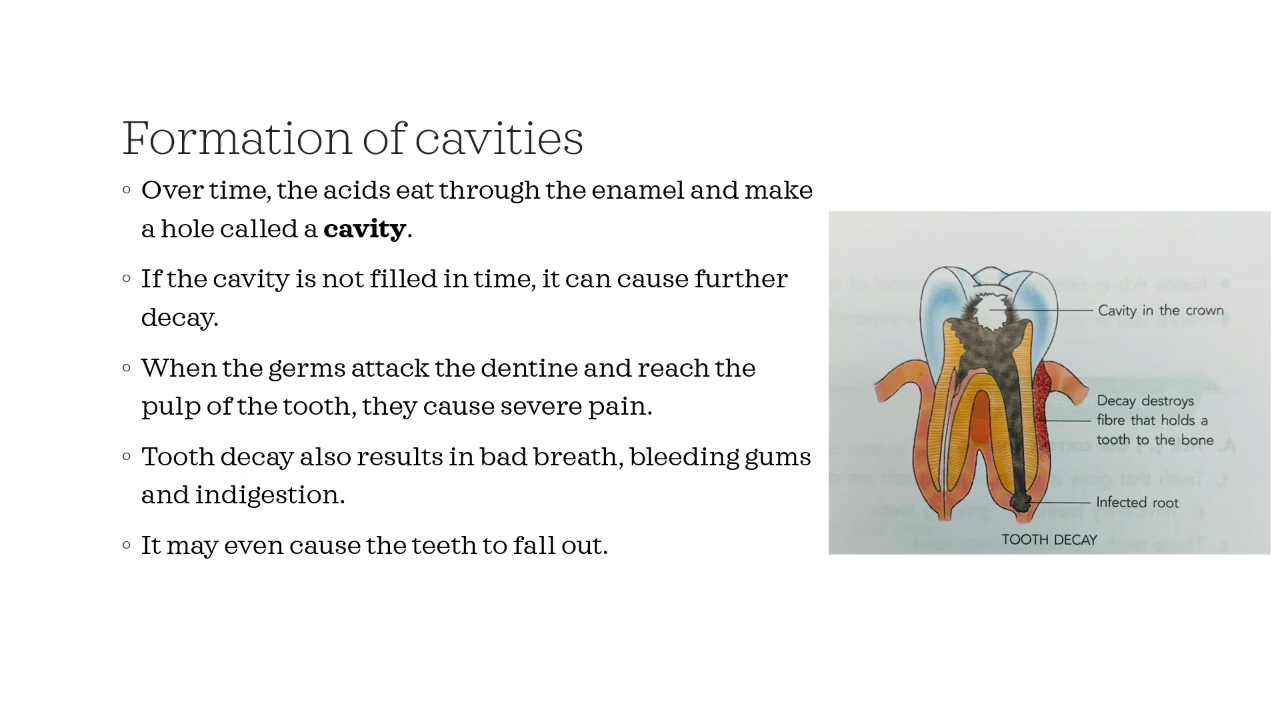 Formation of cavities
◦ Over time, the acids eat through the enamel and make
a hole called a cavity.
◦ If the cavity is not filled in time, it can cause further
decay.
◦ When the germs attack the dentine and reach the
pulp of the tooth, they cause severe pain.
◦ Tooth decay also results in bad breath, bleeding gums
and indigestion.
◦ It may even cause the teeth to fall out.
Cavity in the crown
Decay destroys
fibre that holds a
tooth to the bone
Infected root
TOOTH DECAY